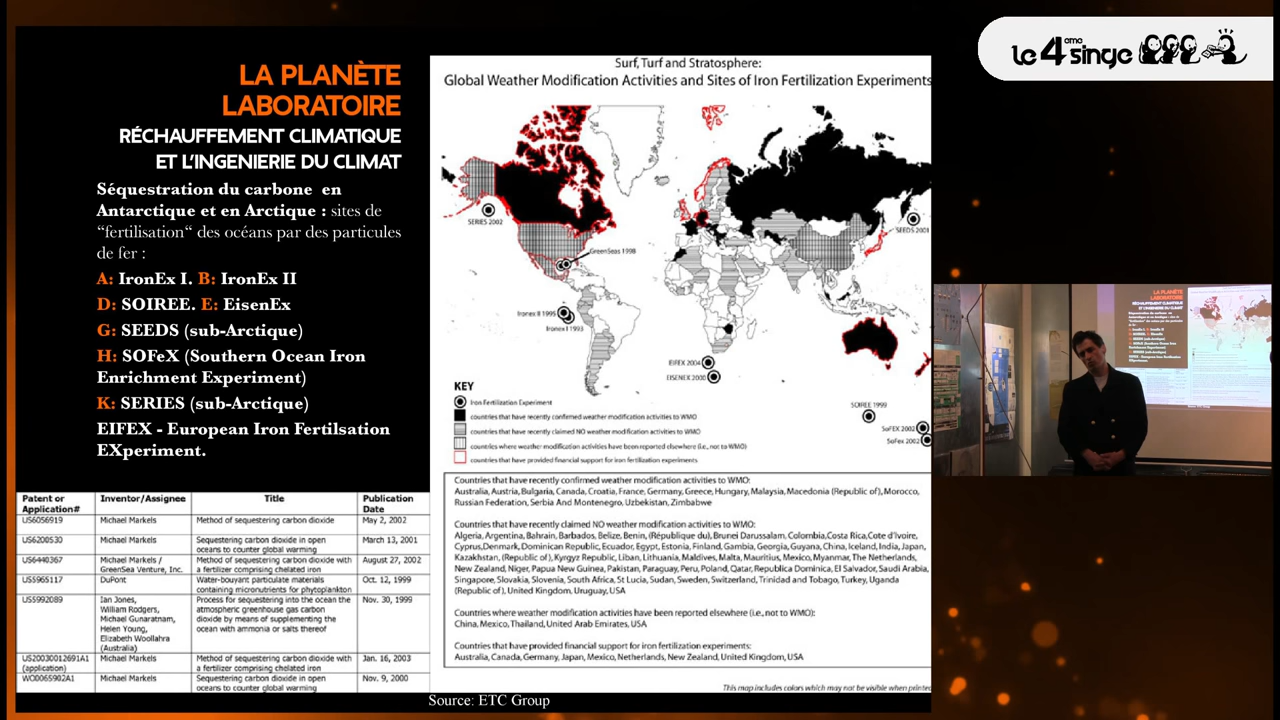 LA PLANÈTE
LABORATOIRE
RÉCHAUFFEMENT CLIMATIQUE
ET L'INGENIERIE DU CLIMAT
Séquestration du carbone en
Antarctique et en Arctique : sites de
“fertilisation“ des océans par des particules
de fer :
A: IronEx I. B: IronEx II
D: SOIREE. E: EisenEx
G: SEEDS (sub-Arctique)
H: SOFeX (Southern Ocean Iron
Enrichment Experiment)
K: SERIES (sub-Arctique)
EIFEX - European Iron Fertilsation
EXperiment.
Patent or Application# Inventor/Assignee Title Publication Date
US6056919 Michael Markels Method of sequestering carbon dioxide May 2, 2002
US6200530 Michael Markels Sequestering carbon dioxide in open oceans to counter global warming March 13, 2001
US6440367 Michael Markels / GreenSea Venture, Inc. Method of sequestering carbon dioxide with a fertilizer comprising chelated iron August 27, 2002
US5965117 DuPont Water-bouyant particulate materials containing micronutrients for phytoplankton Oct. 12, 1999
US5992089 Ian Jones, William Rodgers, Michael Gunaratnam, Helen Young, Elizabeth Woollahra (Australia) Process for sequestering into the ocean the atmospheric greenhouse gas carbon dioxide by means of supplementing the ocean with ammonia or salts thereof Nov. 30, 1999
US20030012691A1 (application) Michael Markels Method of sequestering carbon dioxide with a fertilizer comprising chelated iron Jan. 16, 2003
WO0065902A1 Michael Markels Sequestering carbon dioxide in open oceans to counter global warming Nov. 9, 2000
Surf, Turf and Stratosphere:
Global Weather Modification Activities and Sites of Iron Fertilization Experiments
SERIES 2002
GreenSeas 1998
SEEDS 2001
Ironex II 1995
Ironex I 1993
EIFEX 2004
EISENEX 2000
SOIREE 1999
SoFEX 2002
SoFex 2002
KEY
Iron Fertilization Experiment
countries that have recently confirmed weather modification activities to WMO
countries that have recently claimed NO weather modification activities to WMO
countries where weather modification activities have been reported elsewhere (i.e., not to WMO)
countries that have provided financial support for iron fertilization experiments
Countries that have recently confirmed weather modification activities to WMO:
Australia, Austria, Bulgaria, Canada, Croatia, France, Germany, Greece, Hungary, Malaysia, Macedonia (Republic of), Morocco,
Russian Federation, Serbia And Montenegro, Uzbekistan, Zimbabwe
Countries that have recently claimed NO weather modification activities to WMO:
Algeria, Argentina, Bahrain, Barbados, Belize, Benin, (République du), Brunei Darussalam, Colombia, Costa Rica, Cote d'Ivoire,
Cyprus, Denmark, Dominican Republic, Ecuador, Egypt, Estonia, Finland, Gambia, Georgia, Guyana, China, Iceland, India, Japan,
Kazakhstan, (Republic of), Kyrgyz Republic, Liban, Lithuania, Maldives, Malta, Mauritius, Mexico, Myanmar, The Netherlands,
New Zealand, Niger, Papua New Guinea, Pakistan, Paraguay, Peru, Poland, Qatar, Republica Dominica, El Salvador, Saudi Arabia,
Singapore, Slovakia, Slovenia, South Africa, St Lucia, Sudan, Sweden, Switzerland, Trinidad and Tobago, Turkey, Uganda
(Republic of), United Kingdom, Uruguay, USA
Countries where weather modification activities have been reported elsewhere (i.e., not to WMO):
China, Mexico, Thailand, United Arab Emirates, USA
Countries that have provided financial support for iron fertilization experiments:
Australia, Canada, Germany, Japan, Mexico, Netherlands, New Zealand, United Kingdom, USA
This map includes colors which may not be visible when printed
Source: ETC Group
le 4eme singe